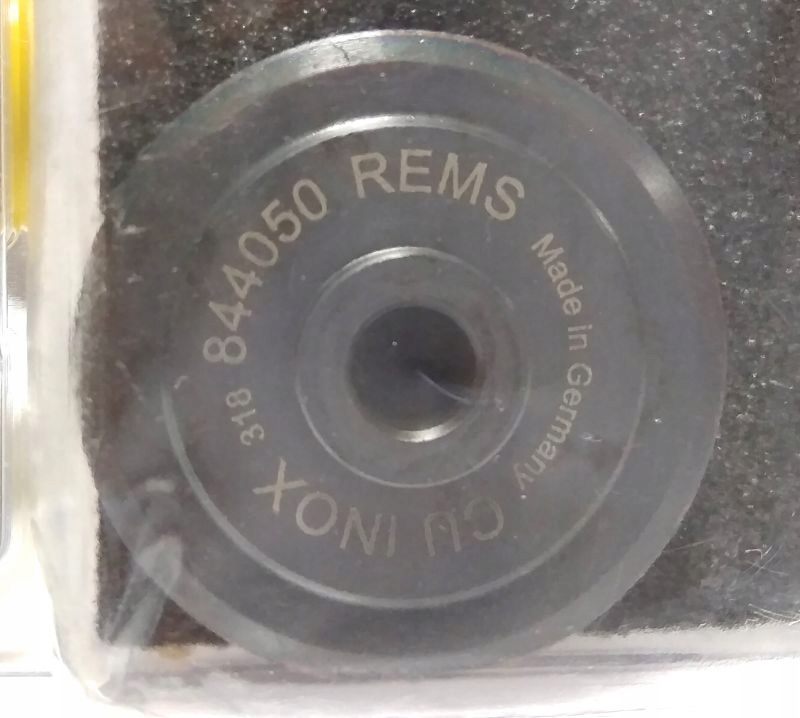 REMS
Made in Germany
CU INOX
318
844050